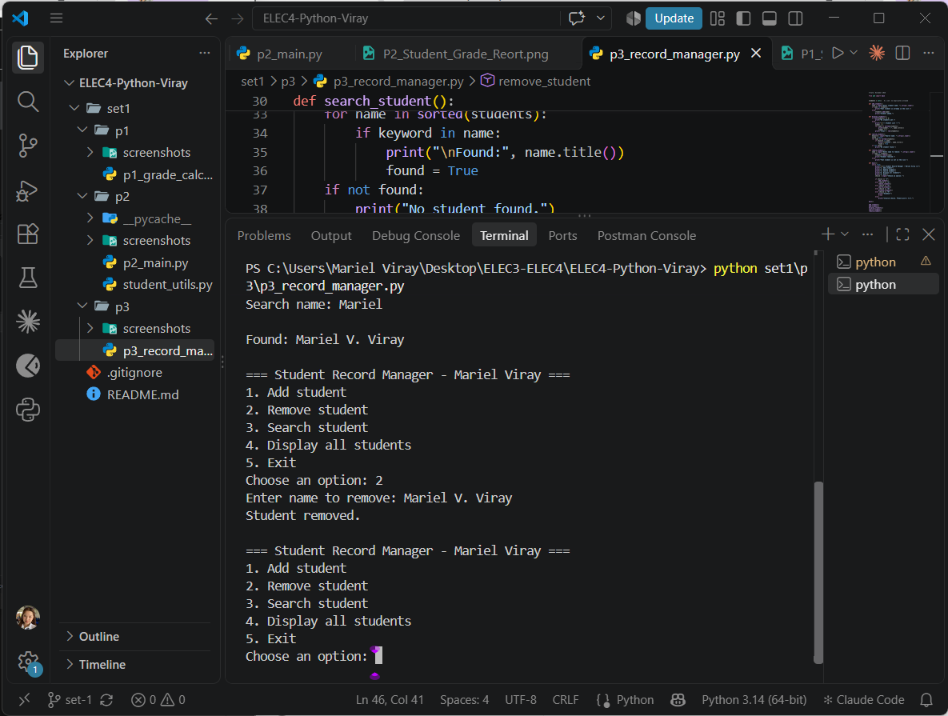 ELEC4-Python-Viray
Update
Explorer
ELEC4-Python-Viray
set1
p1
screenshots
p1_grade_calc...
p2
__pycache__
screenshots
p2_main.py
student_utils.py
p3
screenshots
p3_record_ma...
.gitignore
README.md
Outline
Timeline
1
p2_main.py
P2_Student_Grade_Reort.png
p3_record_manager.py
set1 > p3 > p3_record_manager.py > remove_student
30 def search_student():
33 for name in sorted(students):
34 if keyword in name:
35 print("\nFound:", name.title())
36 found = True
37 if not found:
38 print("No student found.")
Problems Output Debug Console Terminal Ports Postman Console
python
python
PS C:\Users\Mariel Viray\Desktop\ELEC3-ELEC4\ELEC4-Python-Viray> python set1\p
3\p3_record_manager.py
Search name: Mariel
Found: Mariel V. Viray
=== Student Record Manager - Mariel Viray ===
1. Add student
2. Remove student
3. Search student
4. Display all students
5. Exit
Choose an option: 2
Enter name to remove: Mariel V. Viray
Student removed.
=== Student Record Manager - Mariel Viray ===
1. Add student
2. Remove student
3. Search student
4. Display all students
5. Exit
Choose an option:
set-1 0 0 Ln 46, Col 41 Spaces: 4 UTF-8 CRLF Python Python 3.14 (64-bit) Claude Code